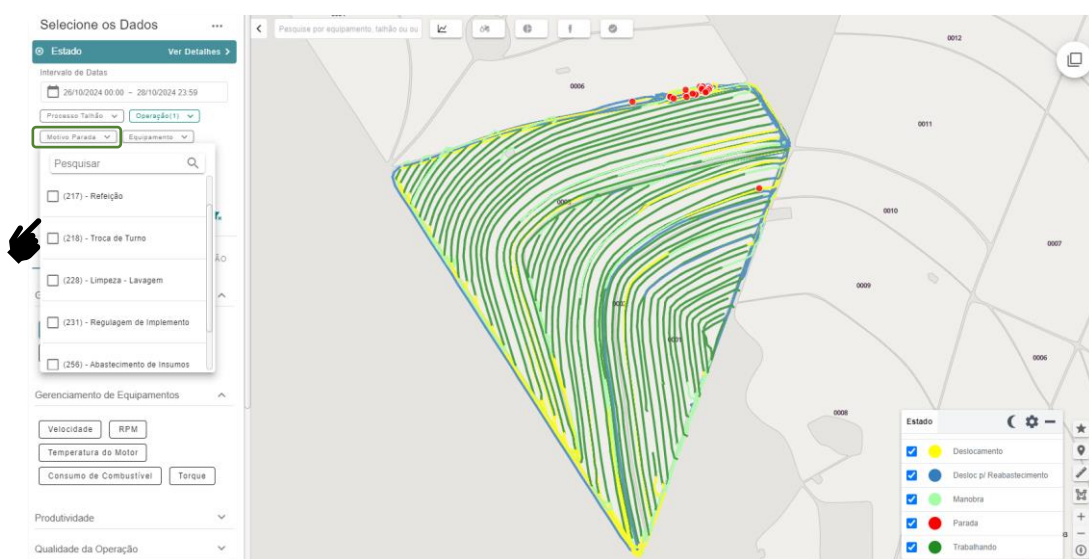 Selecione os Dados
Estado
Ver Detalhes >
Intervalo de Datas
26/10/2024 00:00 ~ 28/10/2024 23:59
Processo Talhão
Operação(1)
Motivo Parada
Equipamento
Pesquisar
(217) - Refeição
(218) - Troca de Turno
(228) - Limpeza - Lavagem
(231) - Regulagem de Implemento
(256) - Abastecimento de Insumos
Gerenciamento de Equipamentos
Velocidade
RPM
Temperatura do Motor
Consumo de Combustível
Torque
Produtividade
Qualidade da Operação
Pesquise por equipamento, talhão ou ou
0012
0006
0011
0010
0007
0009
0006
0008
Estado
Deslocamento
Desloc p/ Reabastecimento
Manobra
Parada
Trabalhando